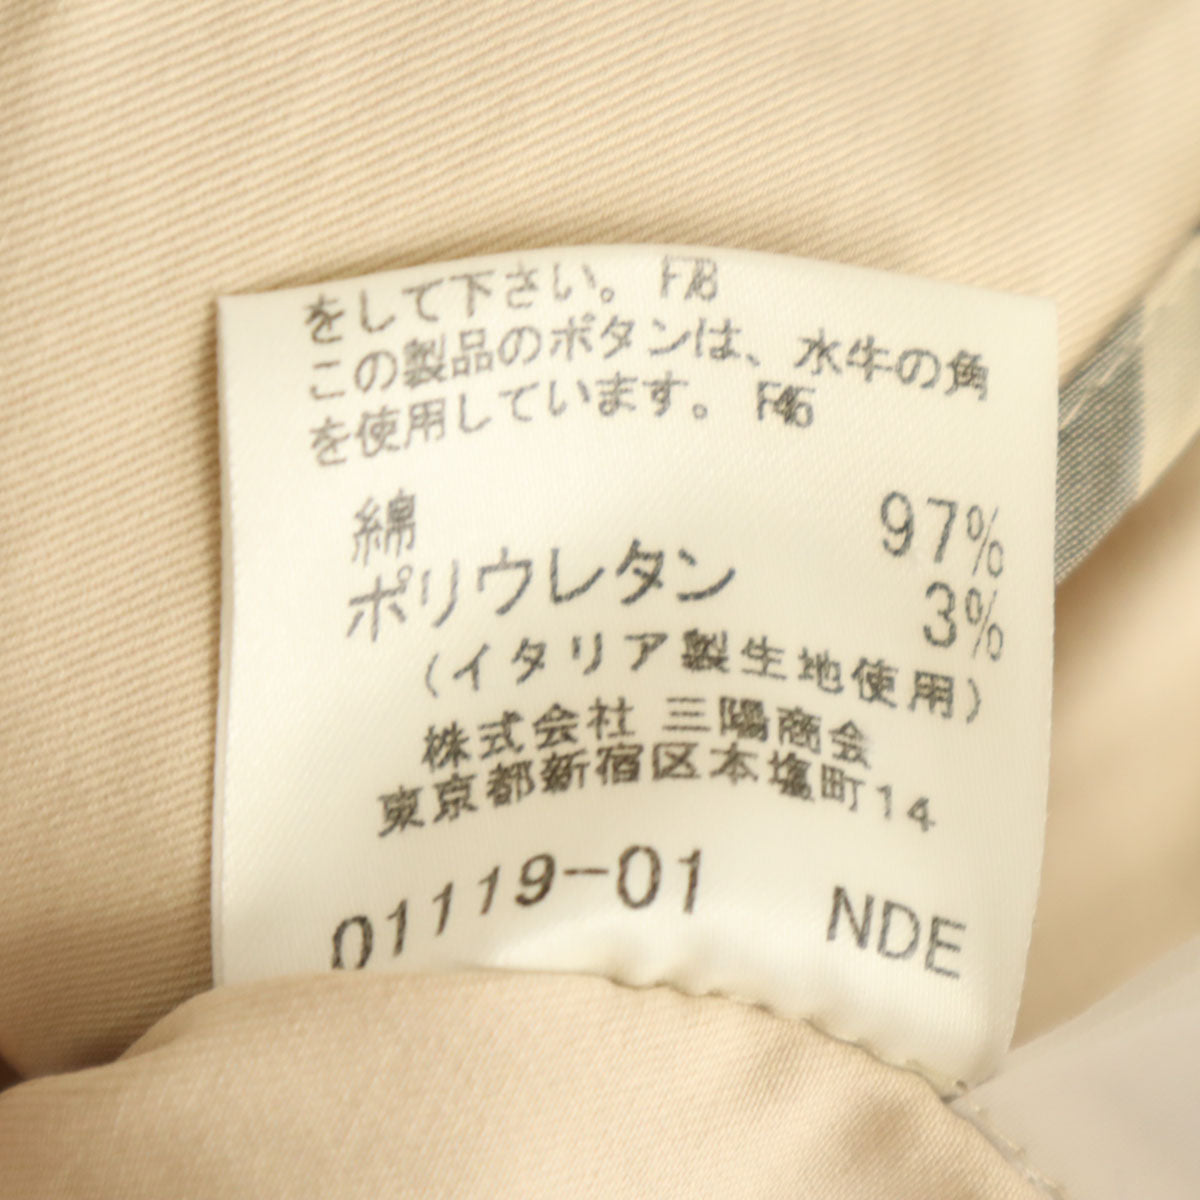 をして下さい。 F78
この製品のボタンは、水牛の角
を使用しています。 F45
綿 97%
ポリウレタン 3%
(イタリア製生地使用)
株式会社 三陽商会
東京都新宿区本塩町14
01119-01 NDE